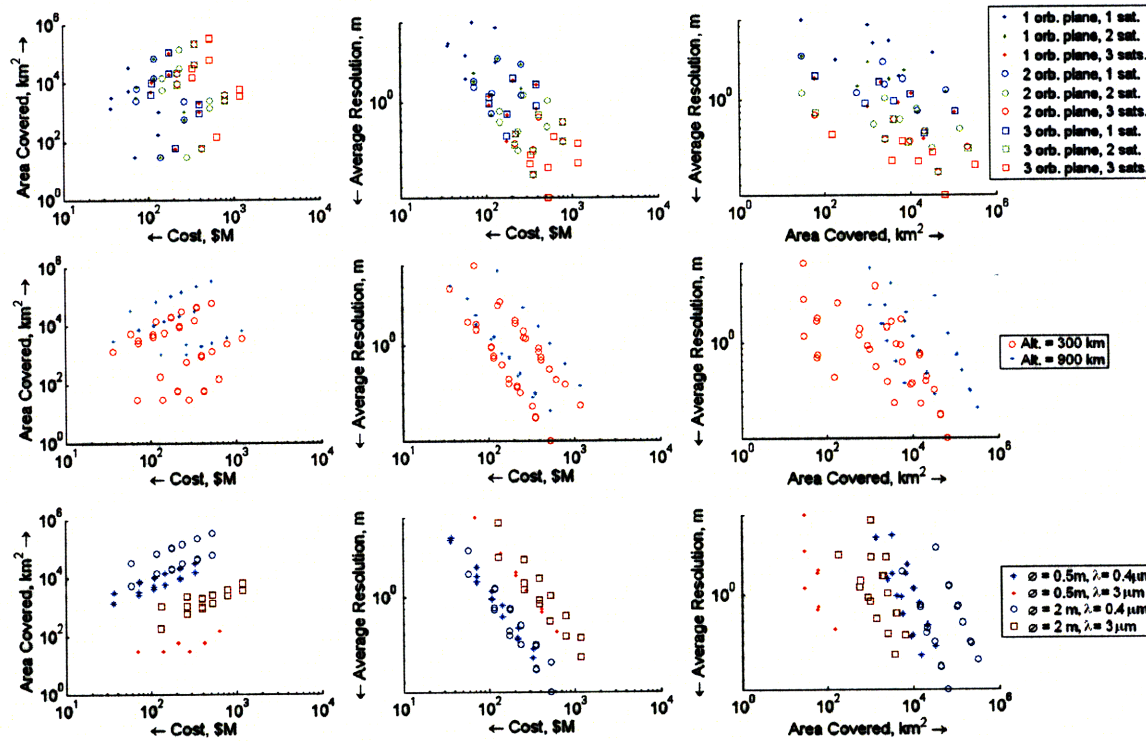 Area Covered, km² →
10⁶
10⁴
10²
10⁰
10¹
10²
10³
10⁴
← Cost, $M
← Average Resolution, m
10⁰
10¹
10²
10³
10⁴
← Cost, $M
← Average Resolution, m
10⁰
10⁰
10²
10⁴
10⁶
Area Covered, km² →
1 orb. plane, 1 sat.
1 orb. plane, 2 sat.
1 orb. plane, 3 sats.
2 orb. plane, 1 sat.
2 orb. plane, 2 sat.
2 orb. plane, 3 sats.
3 orb. plane, 1 sat.
3 orb. plane, 2 sat.
3 orb. plane, 3 sats.
Area Covered, km² →
10⁶
10⁴
10²
10⁰
10¹
10²
10³
10⁴
← Cost, $M
← Average Resolution, m
10⁰
10¹
10²
10³
10⁴
← Cost, $M
← Average Resolution, m
10⁰
10⁰
10²
10⁴
10⁶
Area Covered, km² →
Alt. = 300 km
Alt. = 900 km
Area Covered, km² →
10⁶
10⁴
10²
10⁰
10¹
10²
10³
10⁴
← Cost, $M
← Average Resolution, m
10⁰
10¹
10²
10³
10⁴
← Cost, $M
← Average Resolution, m
10⁰
10⁰
10²
10⁴
10⁶
Area Covered, km² →
⌀ = 0.5m, λ = 0.4μm
⌀ = 0.5m, λ = 3μm
⌀ = 2 m, λ = 0.4μm
⌀ = 2 m, λ = 3μm